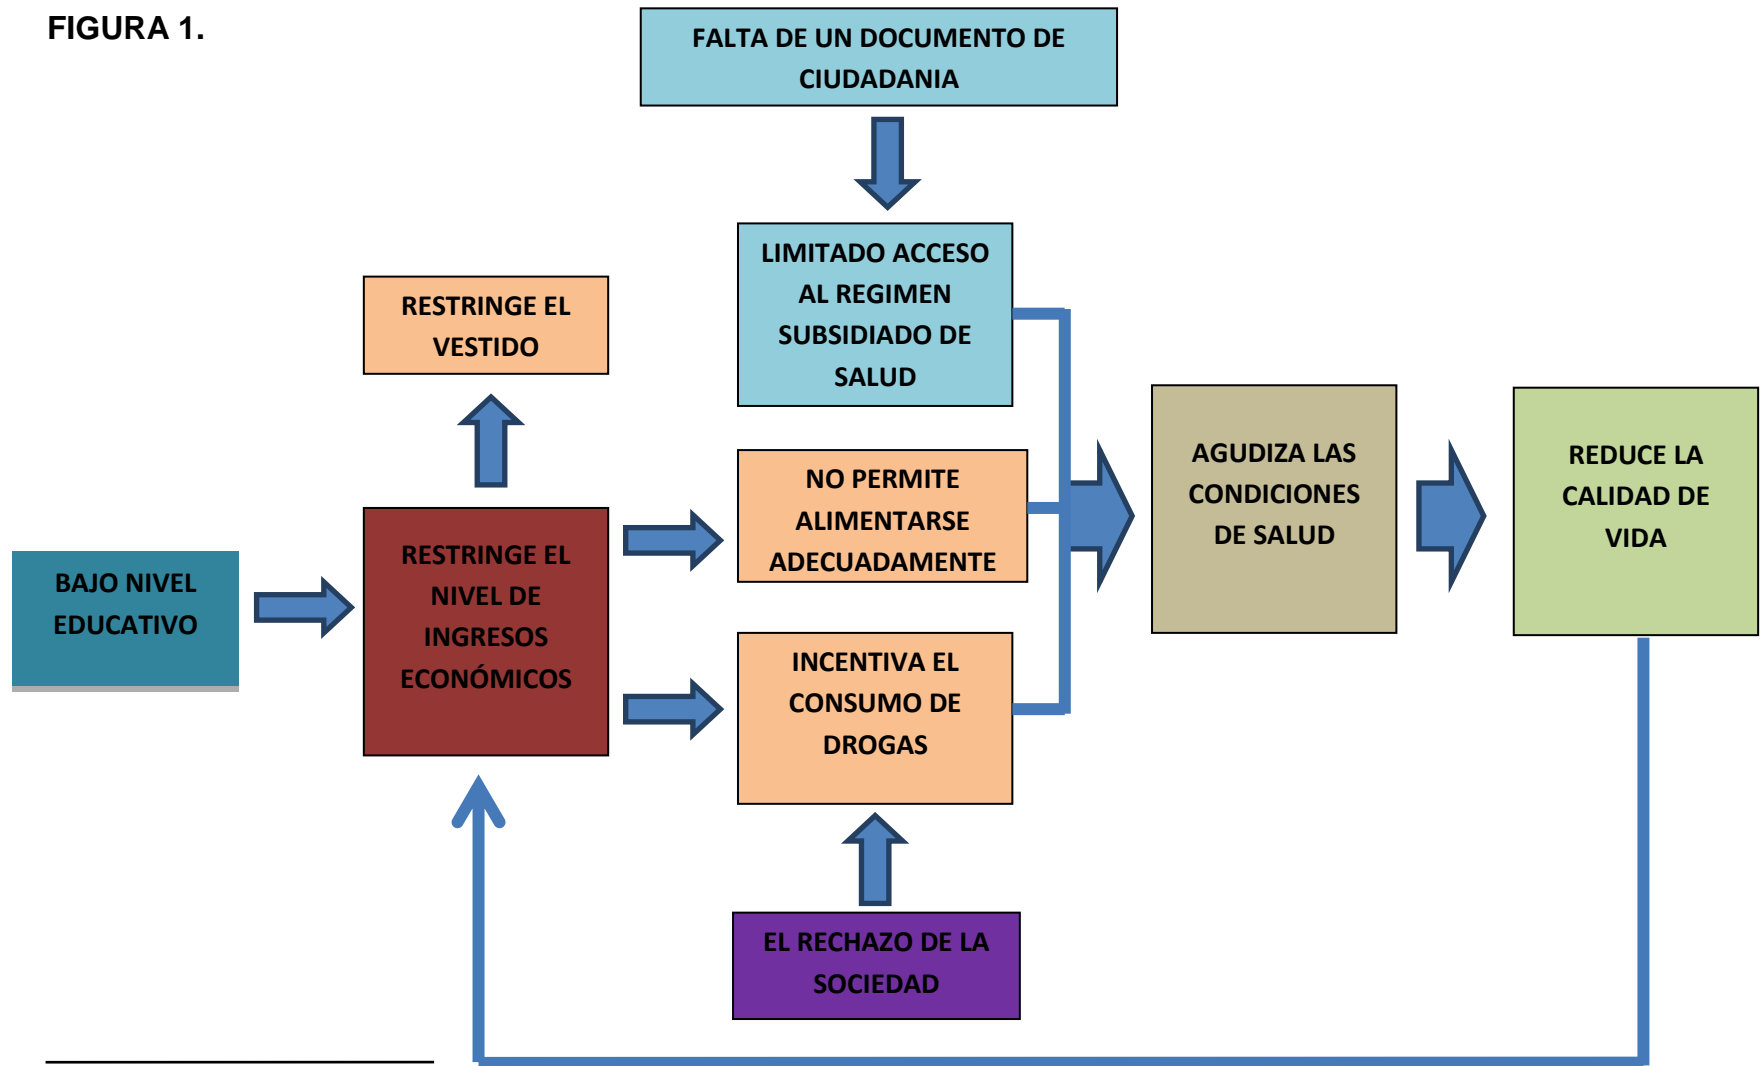 FIGURA 1.
FALTA DE UN DOCUMENTO DE
CIUDADANIA
LIMITADO ACCESO
AL REGIMEN
SUBSIDIADO DE
SALUD
RESTRINGE EL
VESTIDO
NO PERMITE
ALIMENTARSE
ADECUADAMENTE
AGUDIZA LAS
CONDICIONES
DE SALUD
REDUCE LA
CALIDAD DE
VIDA
BAJO NIVEL
EDUCATIVO
RESTRINGE EL
NIVEL DE
INGRESOS
ECONÓMICOS
INCENTIVA EL
CONSUMO DE
DROGAS
EL RECHAZO DE LA
SOCIEDAD